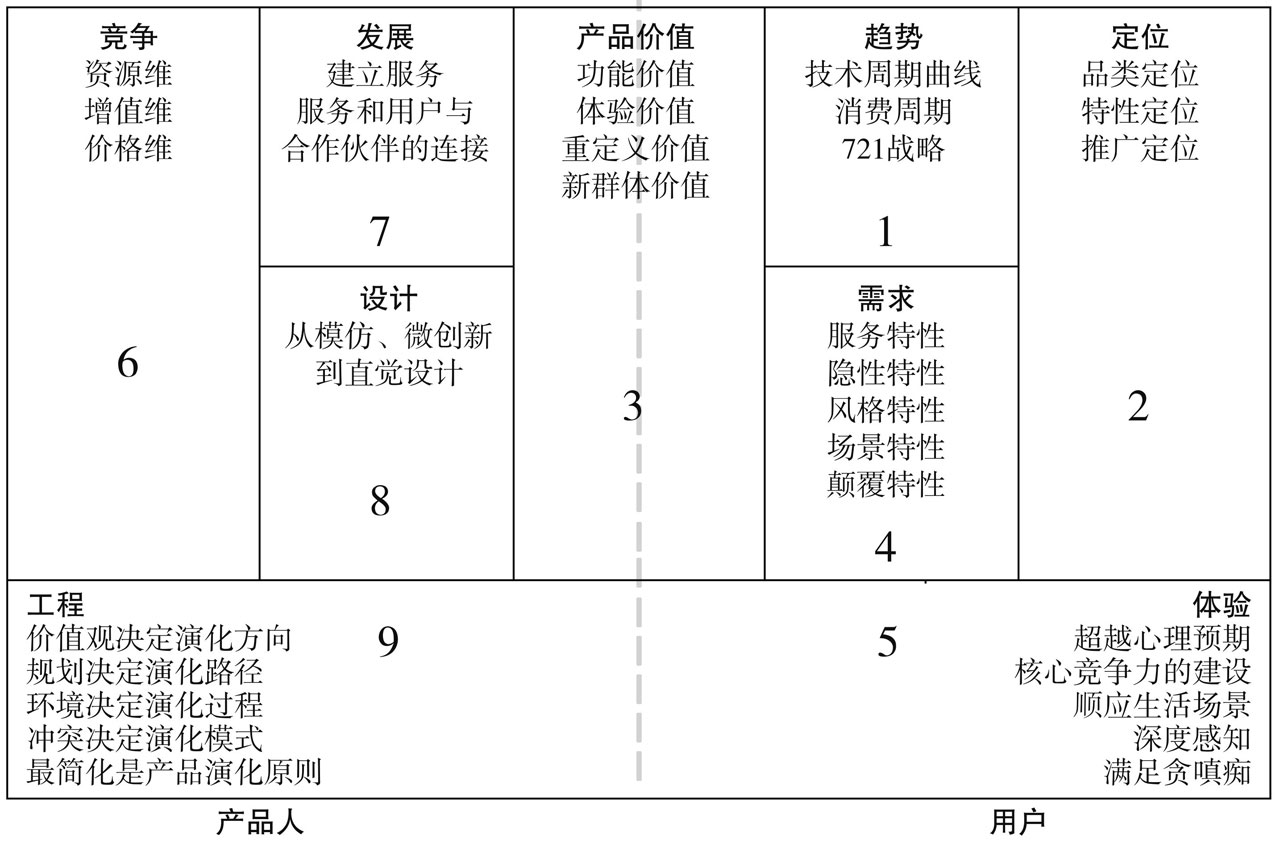 竞争
资源维
增值维
价格维
6
发展
建立服务
服务和用户与
合作伙伴的连接
7
设计
从模仿、微创新
到直觉设计
8
产品价值
功能价值
体验价值
重定义价值
新群体价值
3
趋势
技术周期曲线
消费周期
721战略
1
需求
服务特性
隐性特性
风格特性
场景特性
颠覆特性
4
定位
品类定位
特性定位
推广定位
2
工程
价值观决定演化方向
规划决定演化路径
环境决定演化过程
冲突决定演化模式
最简化是产品演化原则
9
5
体验
超越心理预期
核心竞争力的建设
顺应生活场景
深度感知
满足贪嗔痴
产品人
用户